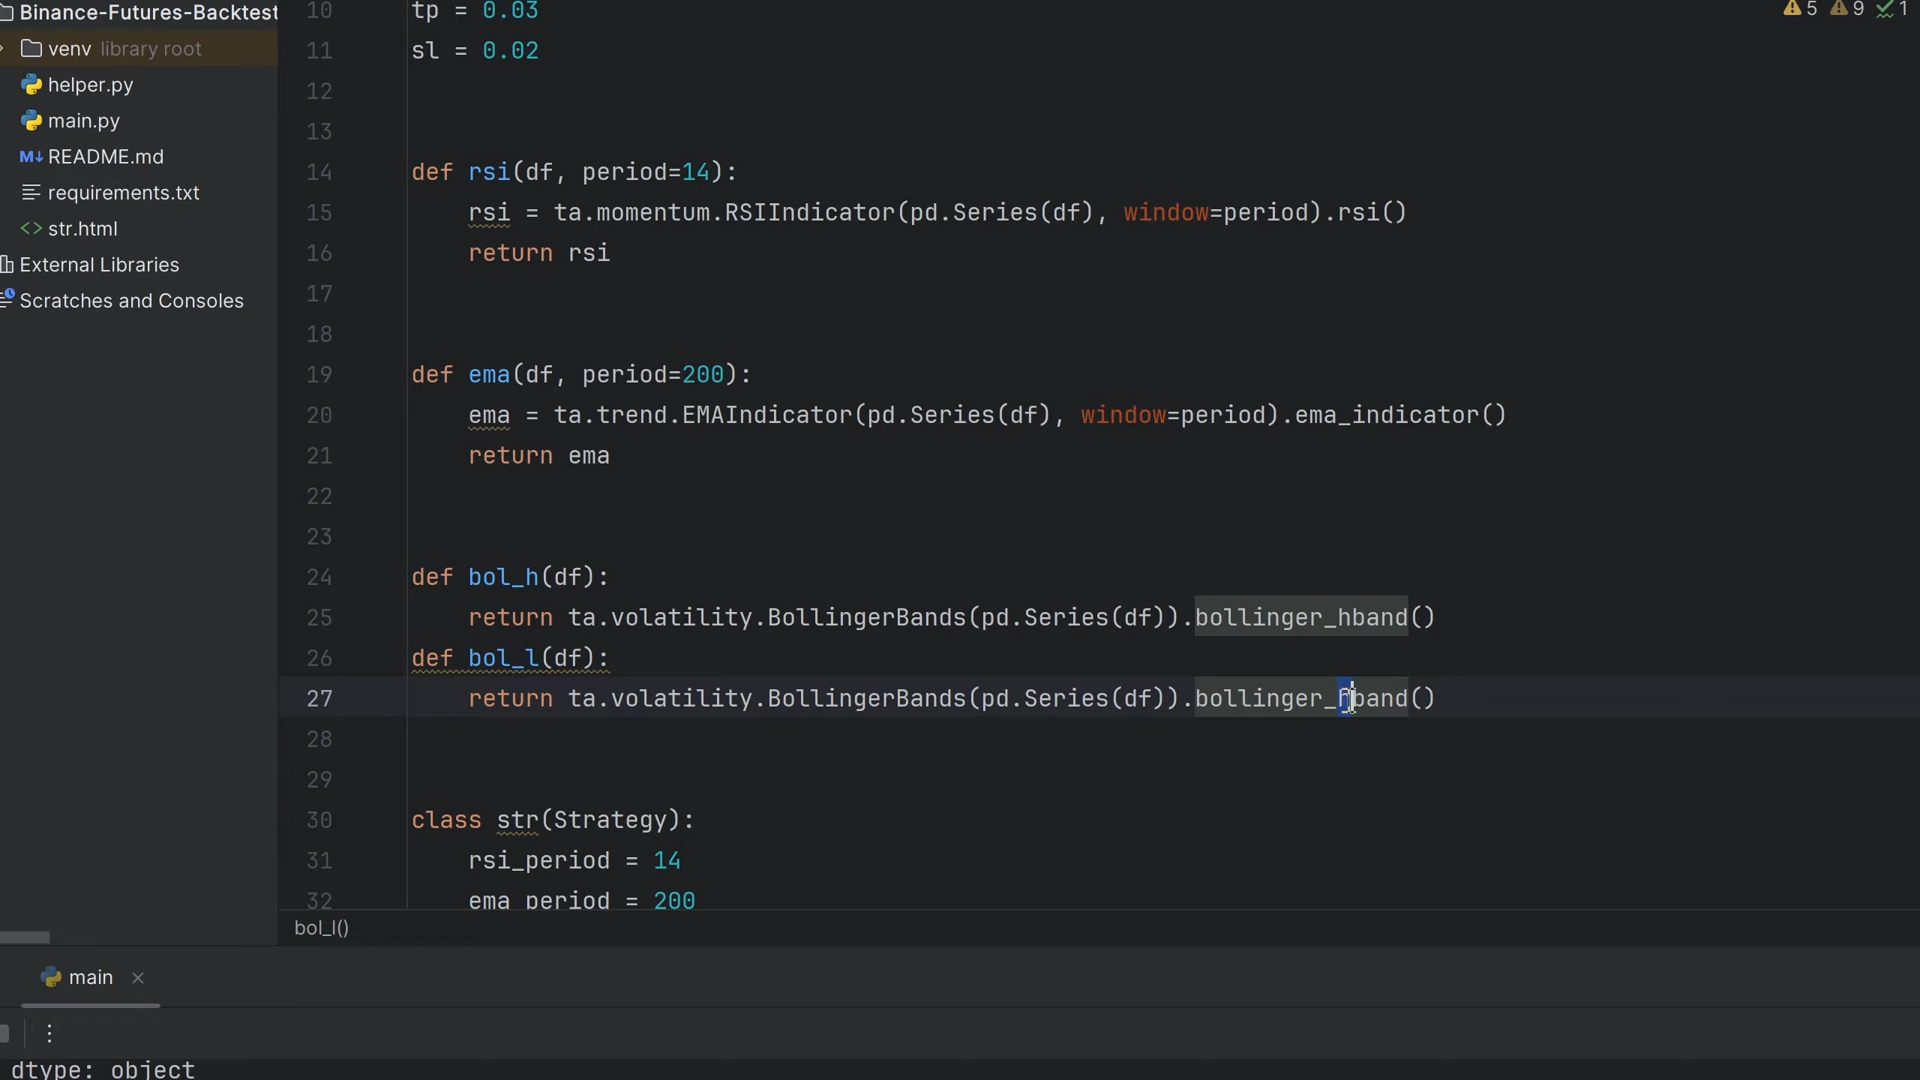 Binance-Futures-Backtest
venv library root
helper.py
main.py
README.md
requirements.txt
str.html
External Libraries
Scratches and Consoles
5 9 1
10 tp = 0.03
11 sl = 0.02
12
13
14 def rsi(df, period=14):
15 rsi = ta.momentum.RSIIndicator(pd.Series(df), window=period).rsi()
16 return rsi
17
18
19 def ema(df, period=200):
20 ema = ta.trend.EMAIndicator(pd.Series(df), window=period).ema_indicator()
21 return ema
22
23
24 def bol_h(df):
25 return ta.volatility.BollingerBands(pd.Series(df)).bollinger_hband()
26 def bol_l(df):
27 return ta.volatility.BollingerBands(pd.Series(df)).bollinger_hband()
28
29
30 class str(Strategy):
31 rsi_period = 14
32 ema_period = 200
bol_l()
main
dtype: object